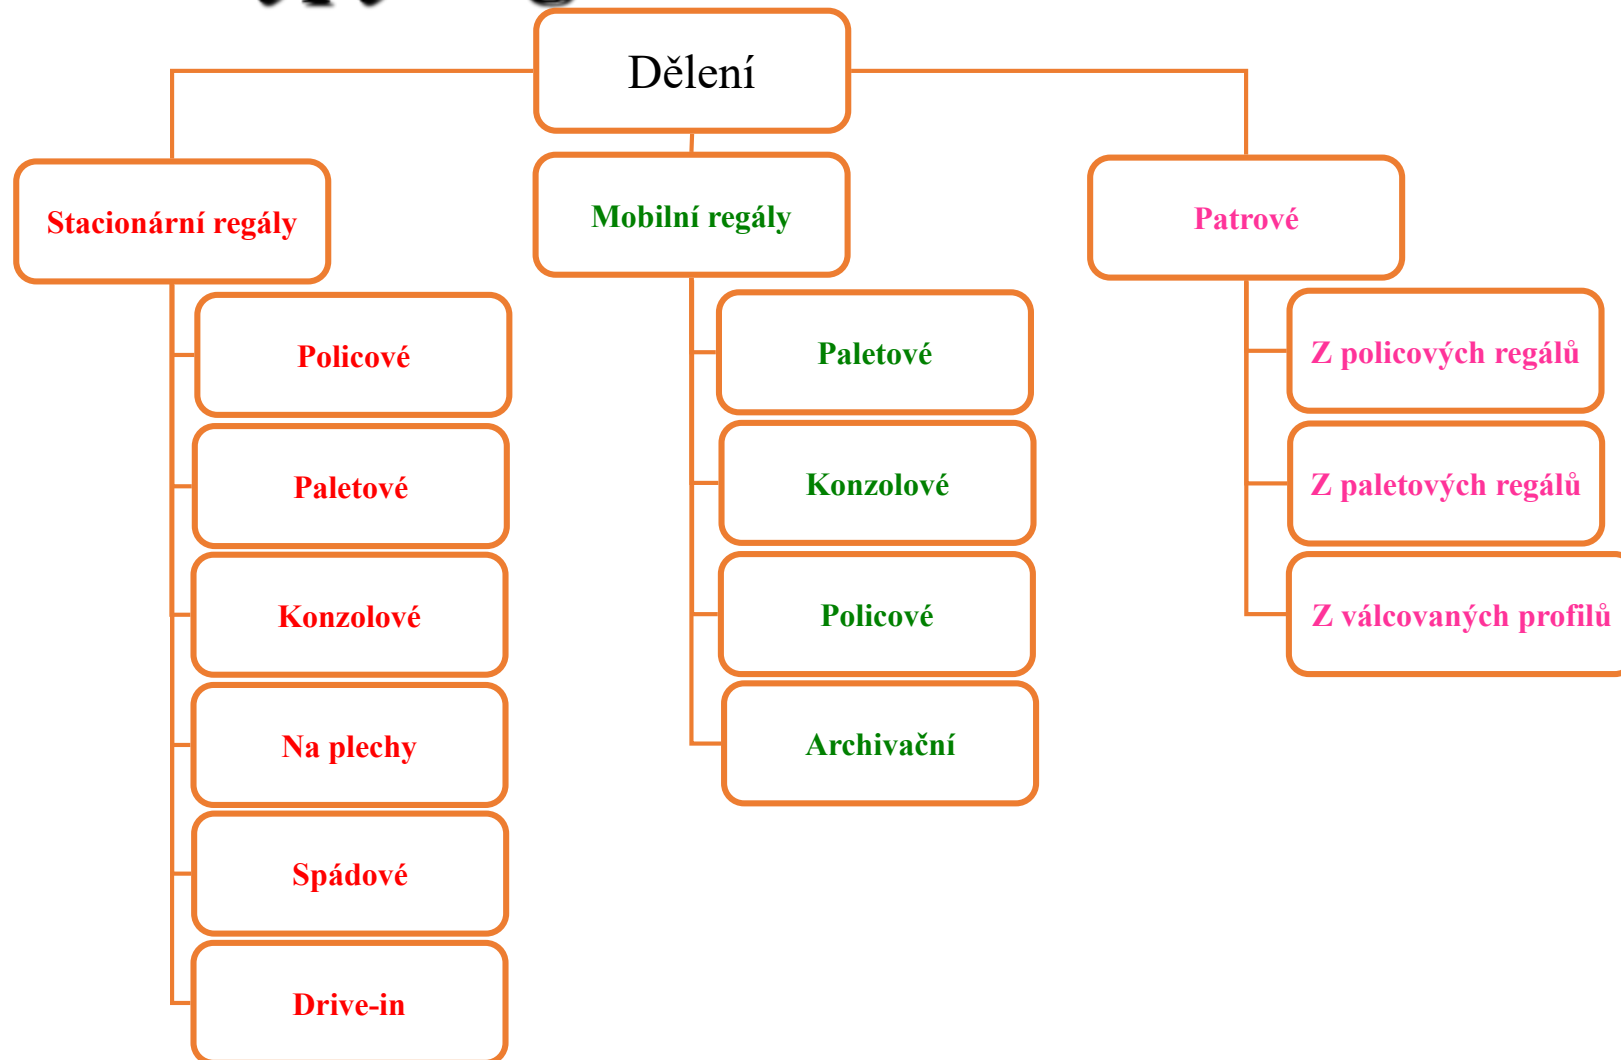 Dělení
Stacionární regály
Policové
Paletové
Konzolové
Na plechy
Spádové
Drive-in
Mobilní regály
Paletové
Konzolové
Policové
Archivační
Patrové
Z policových regálů
Z paletových regálů
Z válcovaných profilů